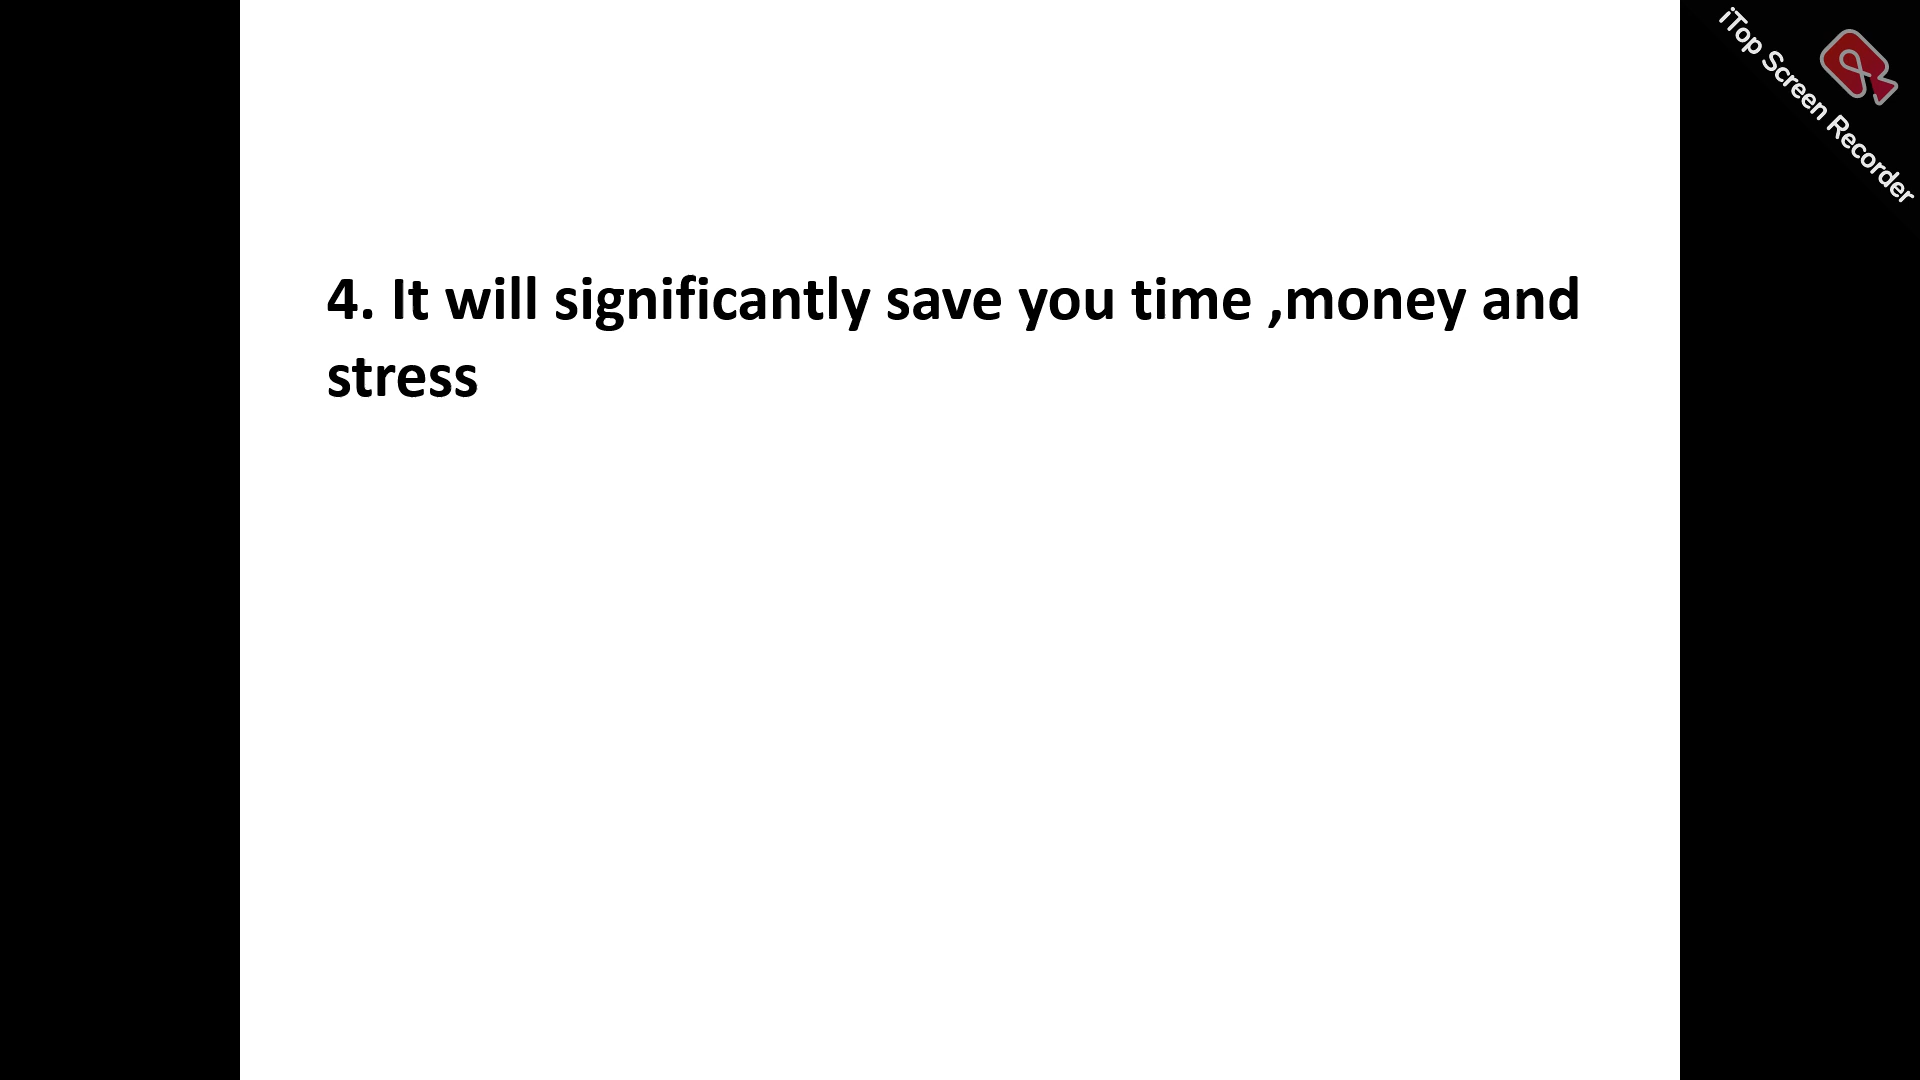 iTop Screen Recorder
4. It will significantly save you time ,money and
stress